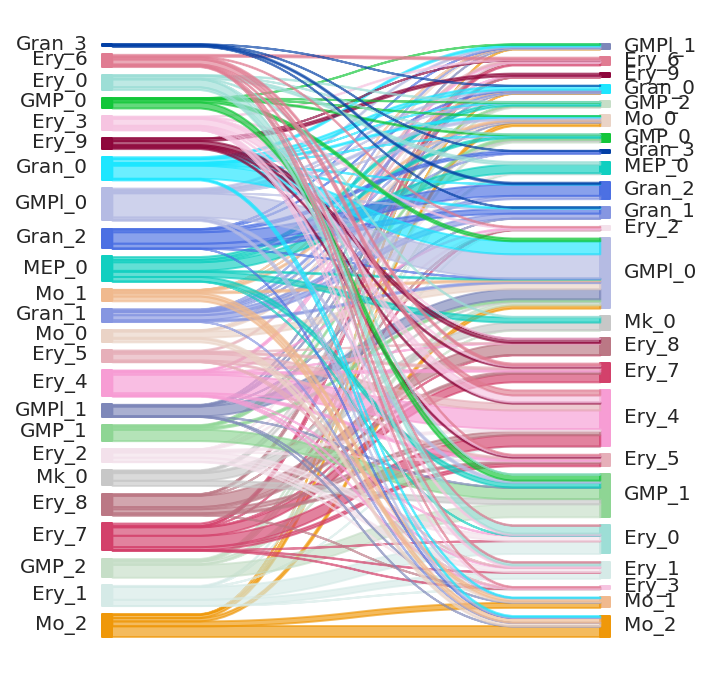 Gran_3
Ery_6
Ery_0
GMP_0
Ery_3
Ery_9
Gran_0
GMPl_0
Gran_2
MEP_0
Mo_1
Gran_1
Mo_0
Ery_5
Ery_4
GMPl_1
GMP_1
Ery_2
Mk_0
Ery_8
Ery_7
GMP_2
Ery_1
Mo_2
GMPl_1
Ery_6
Ery_9
Gran_0
GMP_2
Mo_0
GMP_0
Gran_3
MEP_0
Gran_2
Gran_1
Ery_2
GMPl_0
Mk_0
Ery_8
Ery_7
Ery_4
Ery_5
GMP_1
Ery_0
Ery_1
Ery_3
Mo_1
Mo_2